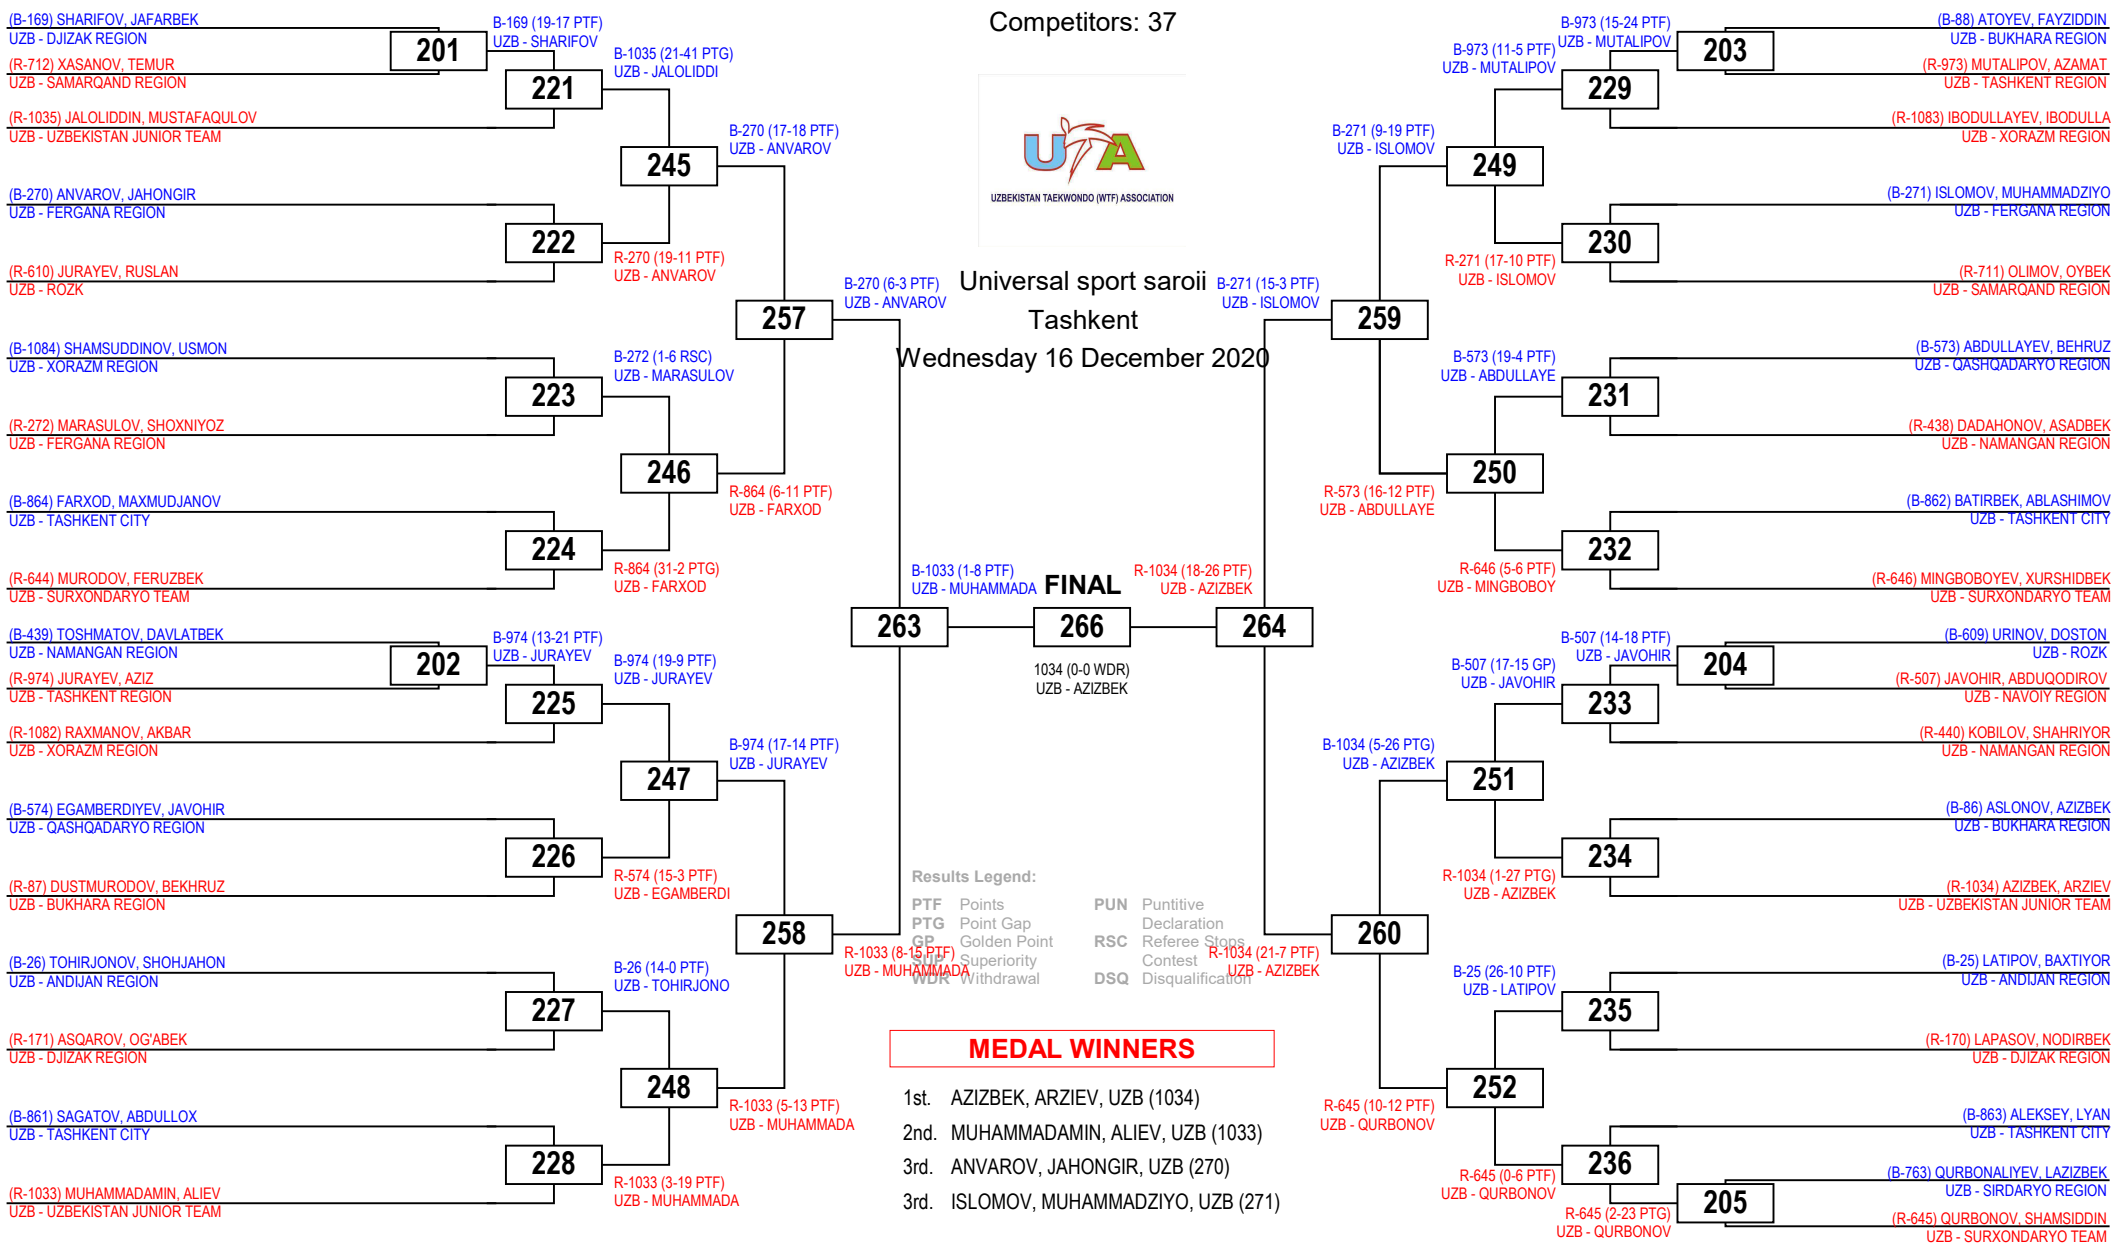 Competitors: 37
UTA
UZBEKISTAN TAEKWONDO (WTF) ASSOCIATION
Universal sport saroii
Tashkent
Wednesday 16 December 2020
(B-169) SHARIFOV, JAFARBEK
UZB - DJIZAK REGION
(R-712) XASANOV, TEMUR
UZB - SAMARQAND REGION
(R-1035) JALOLIDDIN, MUSTAFAQULOV
UZB - UZBEKISTAN JUNIOR TEAM
(B-270) ANVAROV, JAHONGIR
UZB - FERGANA REGION
(R-610) JURAYEV, RUSLAN
UZB - ROZK
(B-1084) SHAMSUDDINOV, USMON
UZB - XORAZM REGION
(R-272) MARASULOV, SHOXNIYOZ
UZB - FERGANA REGION
(B-864) FARXOD, MAXMUDJANOV
UZB - TASHKENT CITY
(R-644) MURODOV, FERUZBEK
UZB - SURXONDARYO TEAM
(B-439) TOSHMATOV, DAVLATBEK
UZB - NAMANGAN REGION
(R-974) JURAYEV, AZIZ
UZB - TASHKENT REGION
(R-1082) RAXMANOV, AKBAR
UZB - XORAZM REGION
(B-574) EGAMBERDIYEV, JAVOHIR
UZB - QASHQADARYO REGION
(R-87) DUSTMURODOV, BEKHRUZ
UZB - BUKHARA REGION
(B-26) TOHIRJONOV, SHOHJAHON
UZB - ANDIJAN REGION
(R-171) ASQAROV, OG'ABEK
UZB - DJIZAK REGION
(B-861) SAGATOV, ABDULLOX
UZB - TASHKENT CITY
(R-1033) MUHAMMADAMIN, ALIEV
UZB - UZBEKISTAN JUNIOR TEAM
201
B-169 (19-17 PTF)
UZB - SHARIFOV
202
B-974 (13-21 PTF)
UZB - JURAYEV
221
B-1035 (21-41 PTG)
UZB - JALOLIDDI
222
R-270 (19-11 PTF)
UZB - ANVAROV
223
B-272 (1-6 RSC)
UZB - MARASULOV
224
R-864 (31-2 PTG)
UZB - FARXOD
225
B-974 (19-9 PTF)
UZB - JURAYEV
226
R-574 (15-3 PTF)
UZB - EGAMBERDI
227
B-26 (14-0 PTF)
UZB - TOHIRJONO
228
R-1033 (3-19 PTF)
UZB - MUHAMMADA
245
B-270 (17-18 PTF)
UZB - ANVAROV
246
R-864 (6-11 PTF)
UZB - FARXOD
247
B-974 (17-14 PTF)
UZB - JURAYEV
248
R-1033 (5-13 PTF)
UZB - MUHAMMADA
257
B-270 (6-3 PTF)
UZB - ANVAROV
258
R-1033 (8-15 PTF)
UZB - MUHAMMADA
263
B-1033 (1-8 PTF)
UZB - MUHAMMADA
FINAL
266
1034 (0-0 WDR)
UZB - AZIZBEK
R-1034 (18-26 PTF)
UZB - AZIZBEK
264
B-271 (15-3 PTF)
UZB - ISLOMOV
259
R-1034 (21-7 PTF)
UZB - AZIZBEK
260
B-271 (9-19 PTF)
UZB - ISLOMOV
249
R-573 (16-12 PTF)
UZB - ABDULLAYE
250
B-1034 (5-26 PTG)
UZB - AZIZBEK
251
R-645 (10-12 PTF)
UZB - QURBONOV
252
B-973 (11-5 PTF)
UZB - MUTALIPOV
229
R-271 (17-10 PTF)
UZB - ISLOMOV
230
B-573 (19-4 PTF)
UZB - ABDULLAYE
231
R-646 (5-6 PTF)
UZB - MINGBOBOY
232
B-507 (17-15 GP)
UZB - JAVOHIR
233
R-1034 (1-27 PTG)
UZB - AZIZBEK
234
B-25 (26-10 PTF)
UZB - LATIPOV
235
R-645 (0-6 PTF)
UZB - QURBONOV
236
B-973 (15-24 PTF)
UZB - MUTALIPOV
203
B-507 (14-18 PTF)
UZB - JAVOHIR
204
R-645 (2-23 PTG)
UZB - QURBONOV
205
(B-88) ATOYEV, FAYZIDDIN
UZB - BUKHARA REGION
(R-973) MUTALIPOV, AZAMAT
UZB - TASHKENT REGION
(R-1083) IBODULLAYEV, IBODULLA
UZB - XORAZM REGION
(B-271) ISLOMOV, MUHAMMADZIYO
UZB - FERGANA REGION
(R-711) OLIMOV, OYBEK
UZB - SAMARQAND REGION
(B-573) ABDULLAYEV, BEHRUZ
UZB - QASHQADARYO REGION
(R-438) DADAHONOV, ASADBEK
UZB - NAMANGAN REGION
(B-862) BATIRBEK, ABLASHIMOV
UZB - TASHKENT CITY
(R-646) MINGBOBOYEV, XURSHIDBEK
UZB - SURXONDARYO TEAM
(B-609) URINOV, DOSTON
UZB - ROZK
(R-507) JAVOHIR, ABDUQODIROV
UZB - NAVOIY REGION
(R-440) KOBILOV, SHAHRIYOR
UZB - NAMANGAN REGION
(B-86) ASLONOV, AZIZBEK
UZB - BUKHARA REGION
(R-1034) AZIZBEK, ARZIEV
UZB - UZBEKISTAN JUNIOR TEAM
(B-25) LATIPOV, BAXTIYOR
UZB - ANDIJAN REGION
(R-170) LAPASOV, NODIRBEK
UZB - DJIZAK REGION
(B-863) ALEKSEY, LYAN
UZB - TASHKENT CITY
(B-763) QURBONALIYEV, LAZIZBEK
UZB - SIRDARYO REGION
(R-645) QURBONOV, SHAMSIDDIN
UZB - SURXONDARYO TEAM
Results Legend:
PTF Points
PTG Point Gap
GP Golden Point
SUP Superiority
WDR Withdrawal
PUN Puntitive
Declaration
RSC Referee Stops
Contest
DSQ Disqualification
MEDAL WINNERS
1st. AZIZBEK, ARZIEV, UZB (1034)
2nd. MUHAMMADAMIN, ALIEV, UZB (1033)
3rd. ANVAROV, JAHONGIR, UZB (270)
3rd. ISLOMOV, MUHAMMADZIYO, UZB (271)